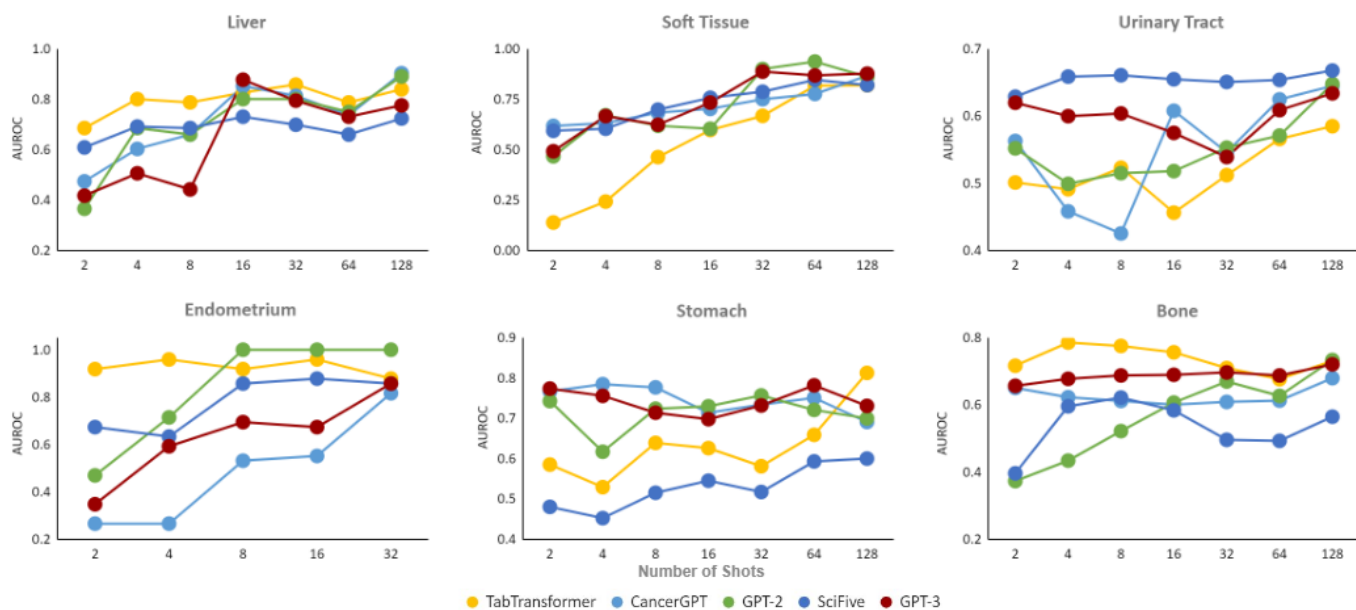 Liver
Soft Tissue
Urinary Tract
1.0
0.8
0.6
0.4
0.2
AUROC
2 4 8 16 32 64 128
1.00
0.75
0.50
0.25
0.00
AUROC
2 4 8 16 32 64 128
0.7
0.6
0.5
0.4
AUROC
2 4 8 16 32 64 128
Endometrium
Stomach
Bone
1.0
0.8
0.6
0.4
0.2
AUROC
2 4 8 16 32
0.9
0.8
0.7
0.6
0.5
0.4
AUROC
2 4 8 16 32 64 128
0.8
0.6
0.4
0.2
AUROC
2 4 8 16 32 64 128
Number of Shots
TabTransformer CancerGPT GPT-2 SciFive GPT-3